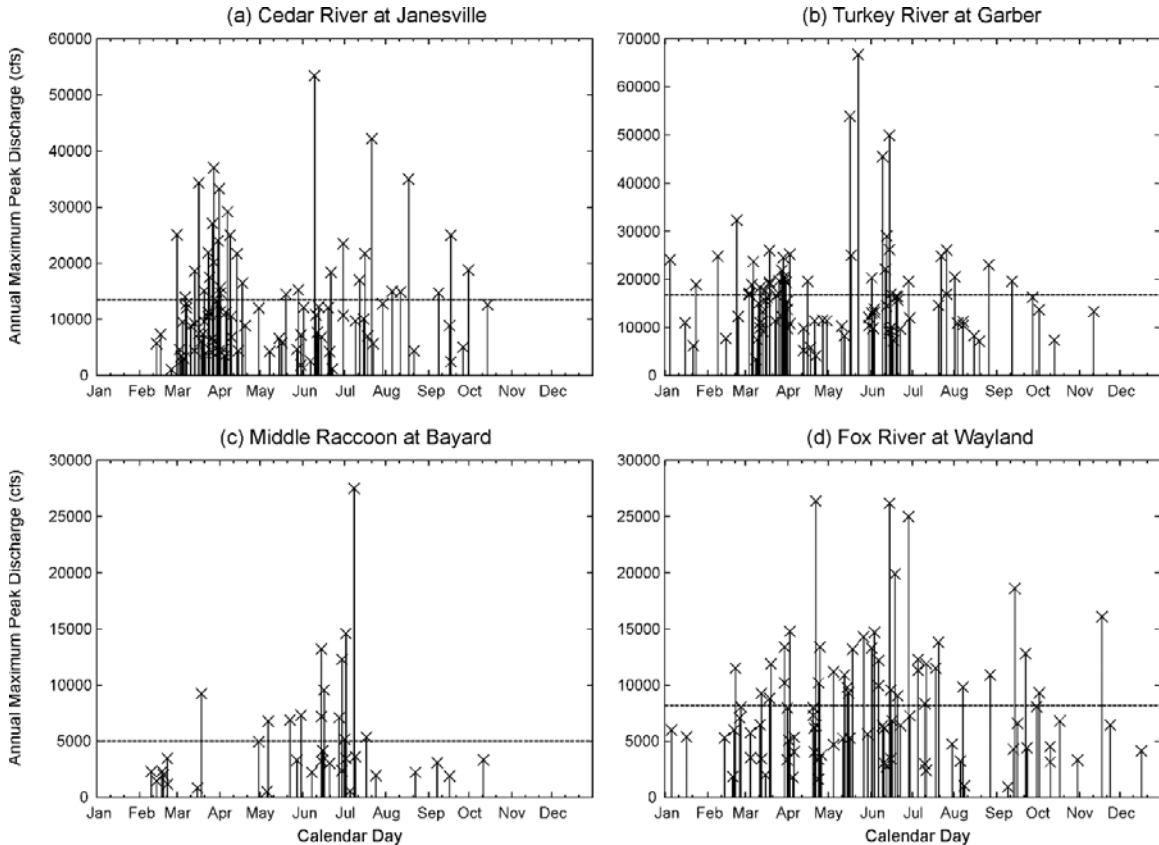 (a) Cedar River at Janesville
Annual Maximum Peak Discharge (cfs)
60000
50000
40000
30000
20000
10000
0
Jan Feb Mar Apr May Jun Jul Aug Sep Oct Nov Dec
(b) Turkey River at Garber
70000
60000
50000
40000
30000
20000
10000
0
Jan Feb Mar Apr May Jun Jul Aug Sep Oct Nov Dec
(c) Middle Raccoon at Bayard
Annual Maximum Peak Discharge (cfs)
30000
25000
20000
15000
10000
5000
0
Jan Feb Mar Apr May Jun Jul Aug Sep Oct Nov Dec
Calendar Day
(d) Fox River at Wayland
30000
25000
20000
15000
10000
5000
0
Jan Feb Mar Apr May Jun Jul Aug Sep Oct Nov Dec
Calendar Day